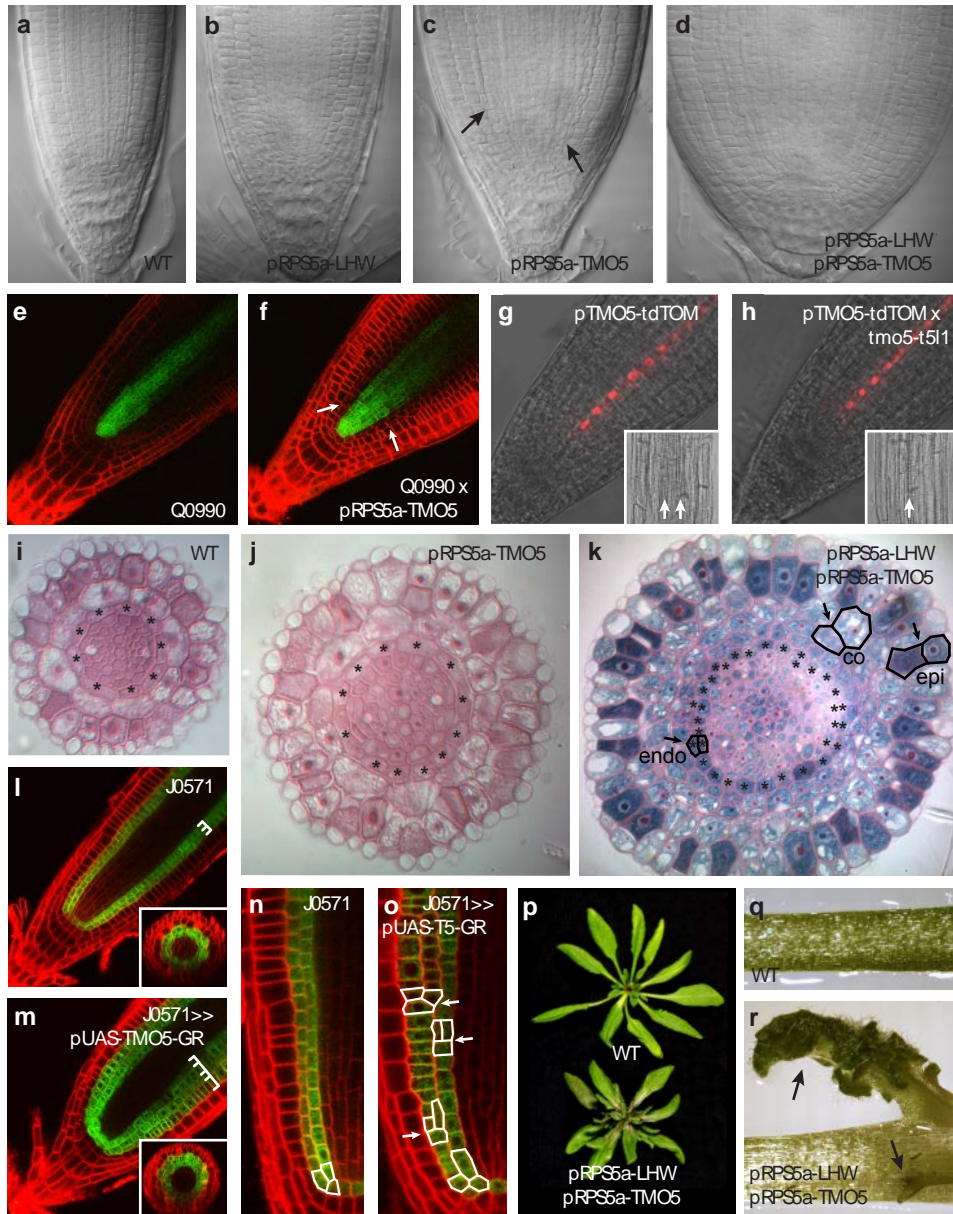 a
WT
b
pRPS5a-LHW
c
pRPS5a-TMO5
d
pRPS5a-LHW
pRPS5a-TMO5
e
Q0990
f
Q0990 x
pRPS5a-TMO5
g
pTMO5-tdTOM
h
pTMO5-tdTOM x
tmo5-t5l1
i
WT
* * * * * * * *
j
pRPS5a-TMO5
* * * * * * * * * * * *
k
pRPS5a-LHW
pRPS5a-TMO5
co
epi
endo
l
J0571
m
J0571>>
pUAS-TMO5-GR
n
J0571
o
J0571>>
pUAS-T5-GR
p
WT
pRPS5a-LHW
pRPS5a-TMO5
q
WT
r
pRPS5a-LHW
pRPS5a-TMO5